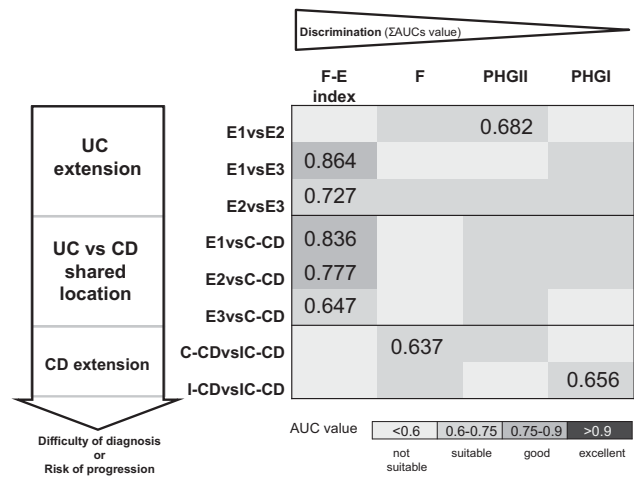 Discrimination (ΣAUCs value)
F-E index F PHGII PHGI
UC extension
E1vsE2 0.682
E1vsE3 0.864
E2vsE3 0.727
UC vs CD shared location
E1vsC-CD 0.836
E2vsC-CD 0.777
E3vsC-CD 0.647
CD extension
C-CDvsIC-CD 0.637
I-CDvsIC-CD 0.656
Difficulty of diagnosis
or
Risk of progression
AUC value <0.6 0.6-0.75 0.75-0.9 >0.9
not suitable suitable good excellent